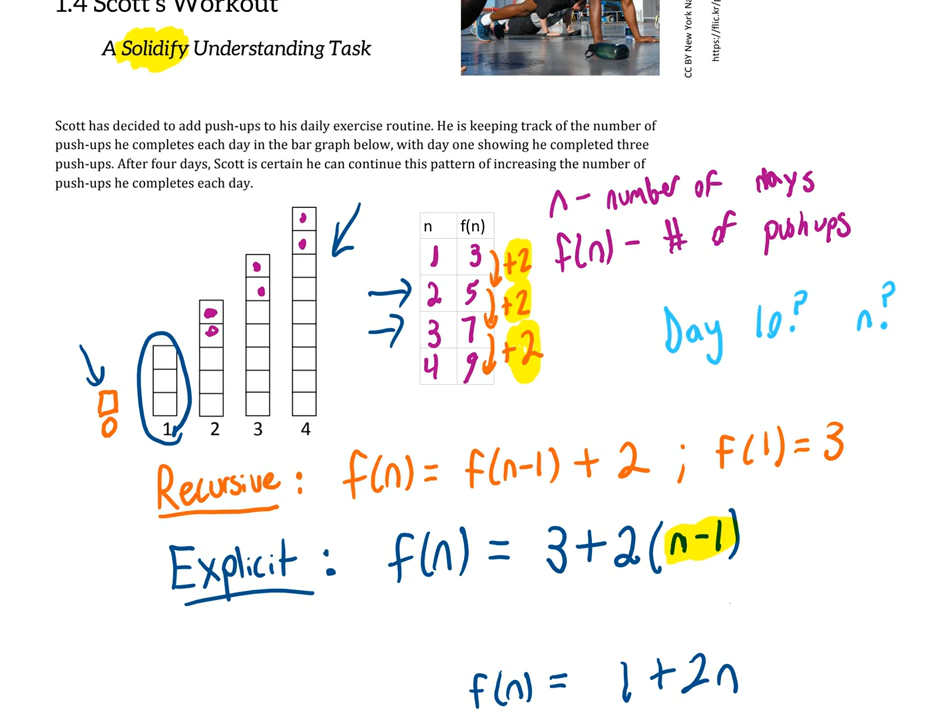 1.4 Scott's Workout
A Solidify Understanding Task
CC BY New York Na
https://flic.kr/
Scott has decided to add push-ups to his daily exercise routine. He is keeping track of the number of
push-ups he completes each day in the bar graph below, with day one showing he completed three
push-ups. After four days, Scott is certain he can continue this pattern of increasing the number of
push-ups he completes each day.
n - number of days
f(n) - # of pushups
n f(n)
1 3 +2
2 5 +2
3 7 +2
4 9
Day 10? n?
0
1 2 3 4
Recursive: f(n) = f(n-1) + 2 ; f(1) = 3
Explicit: f(n) = 3+2(n-1)
f(n) = 1+2n